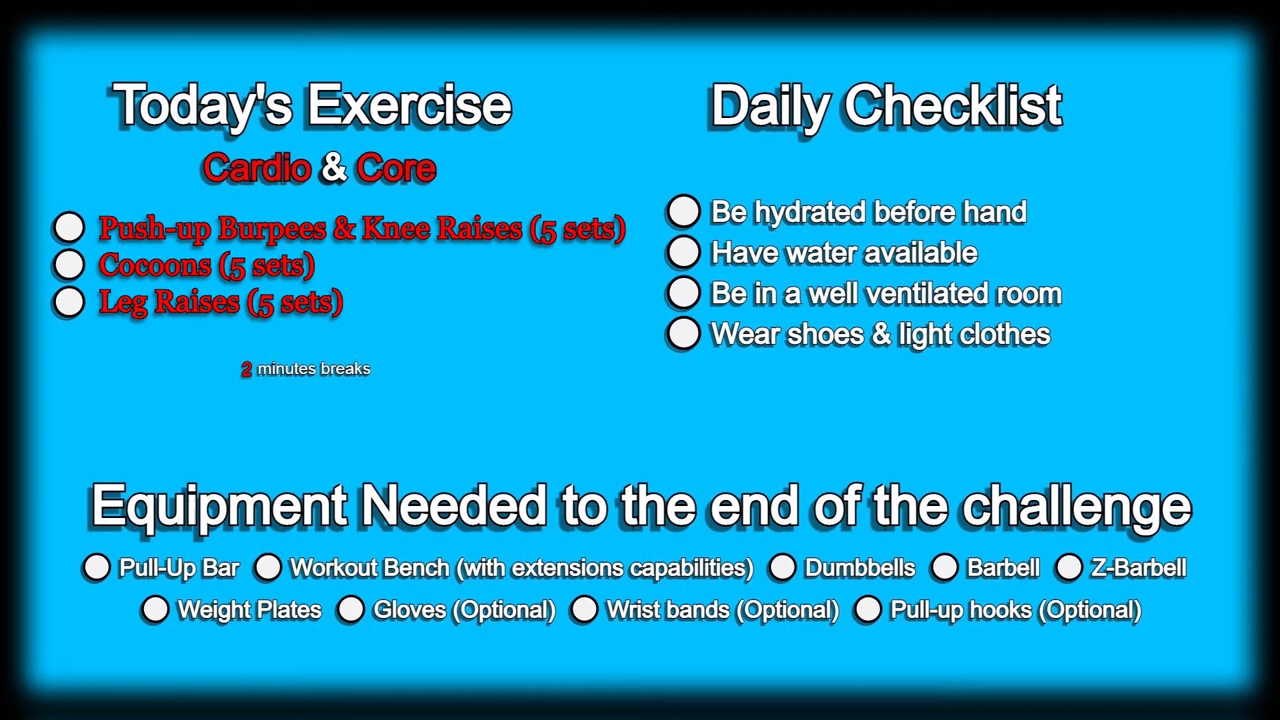 Today's Exercise
Cardio & Core
Push-up Burpees & Knee Raises (5 sets)
Cocoons (5 sets)
Leg Raises (5 sets)
2 minutes breaks
Daily Checklist
Be hydrated before hand
Have water available
Be in a well ventilated room
Wear shoes & light clothes
Equipment Needed to the end of the challenge
Pull-Up Bar Workout Bench (with extensions capabilities) Dumbbells Barbell Z-Barbell
Weight Plates Gloves (Optional) Wrist bands (Optional) Pull-up hooks (Optional)